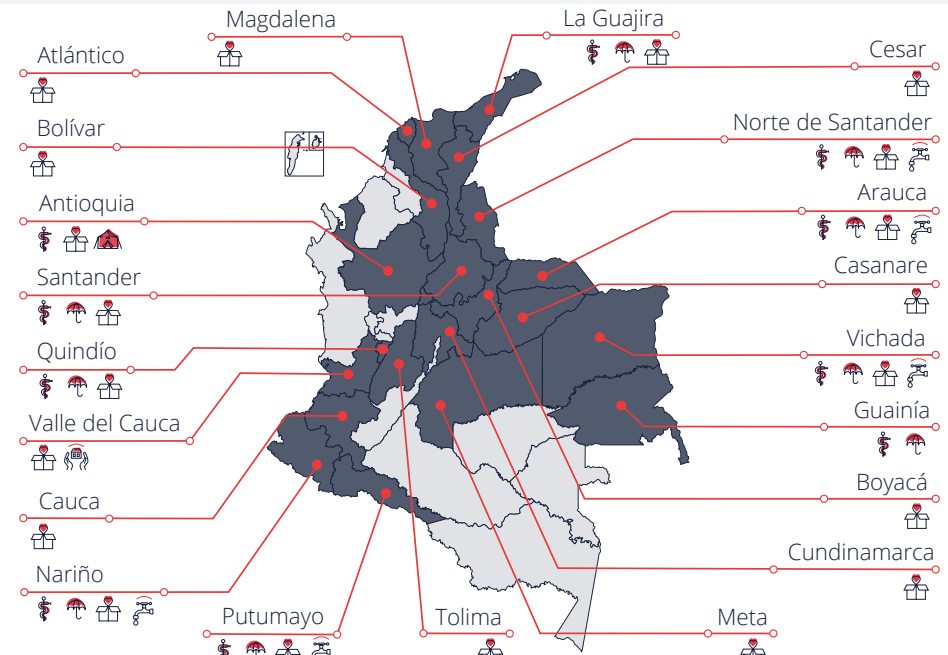 Magdalena
La Guajira
Atlántico
Cesar
Bolívar
Norte de Santander
Antioquia
Arauca
Santander
Casanare
Quindío
Vichada
Valle del Cauca
Guainía
Cauca
Boyacá
Nariño
Cundinamarca
Putumayo
Tolima
Meta